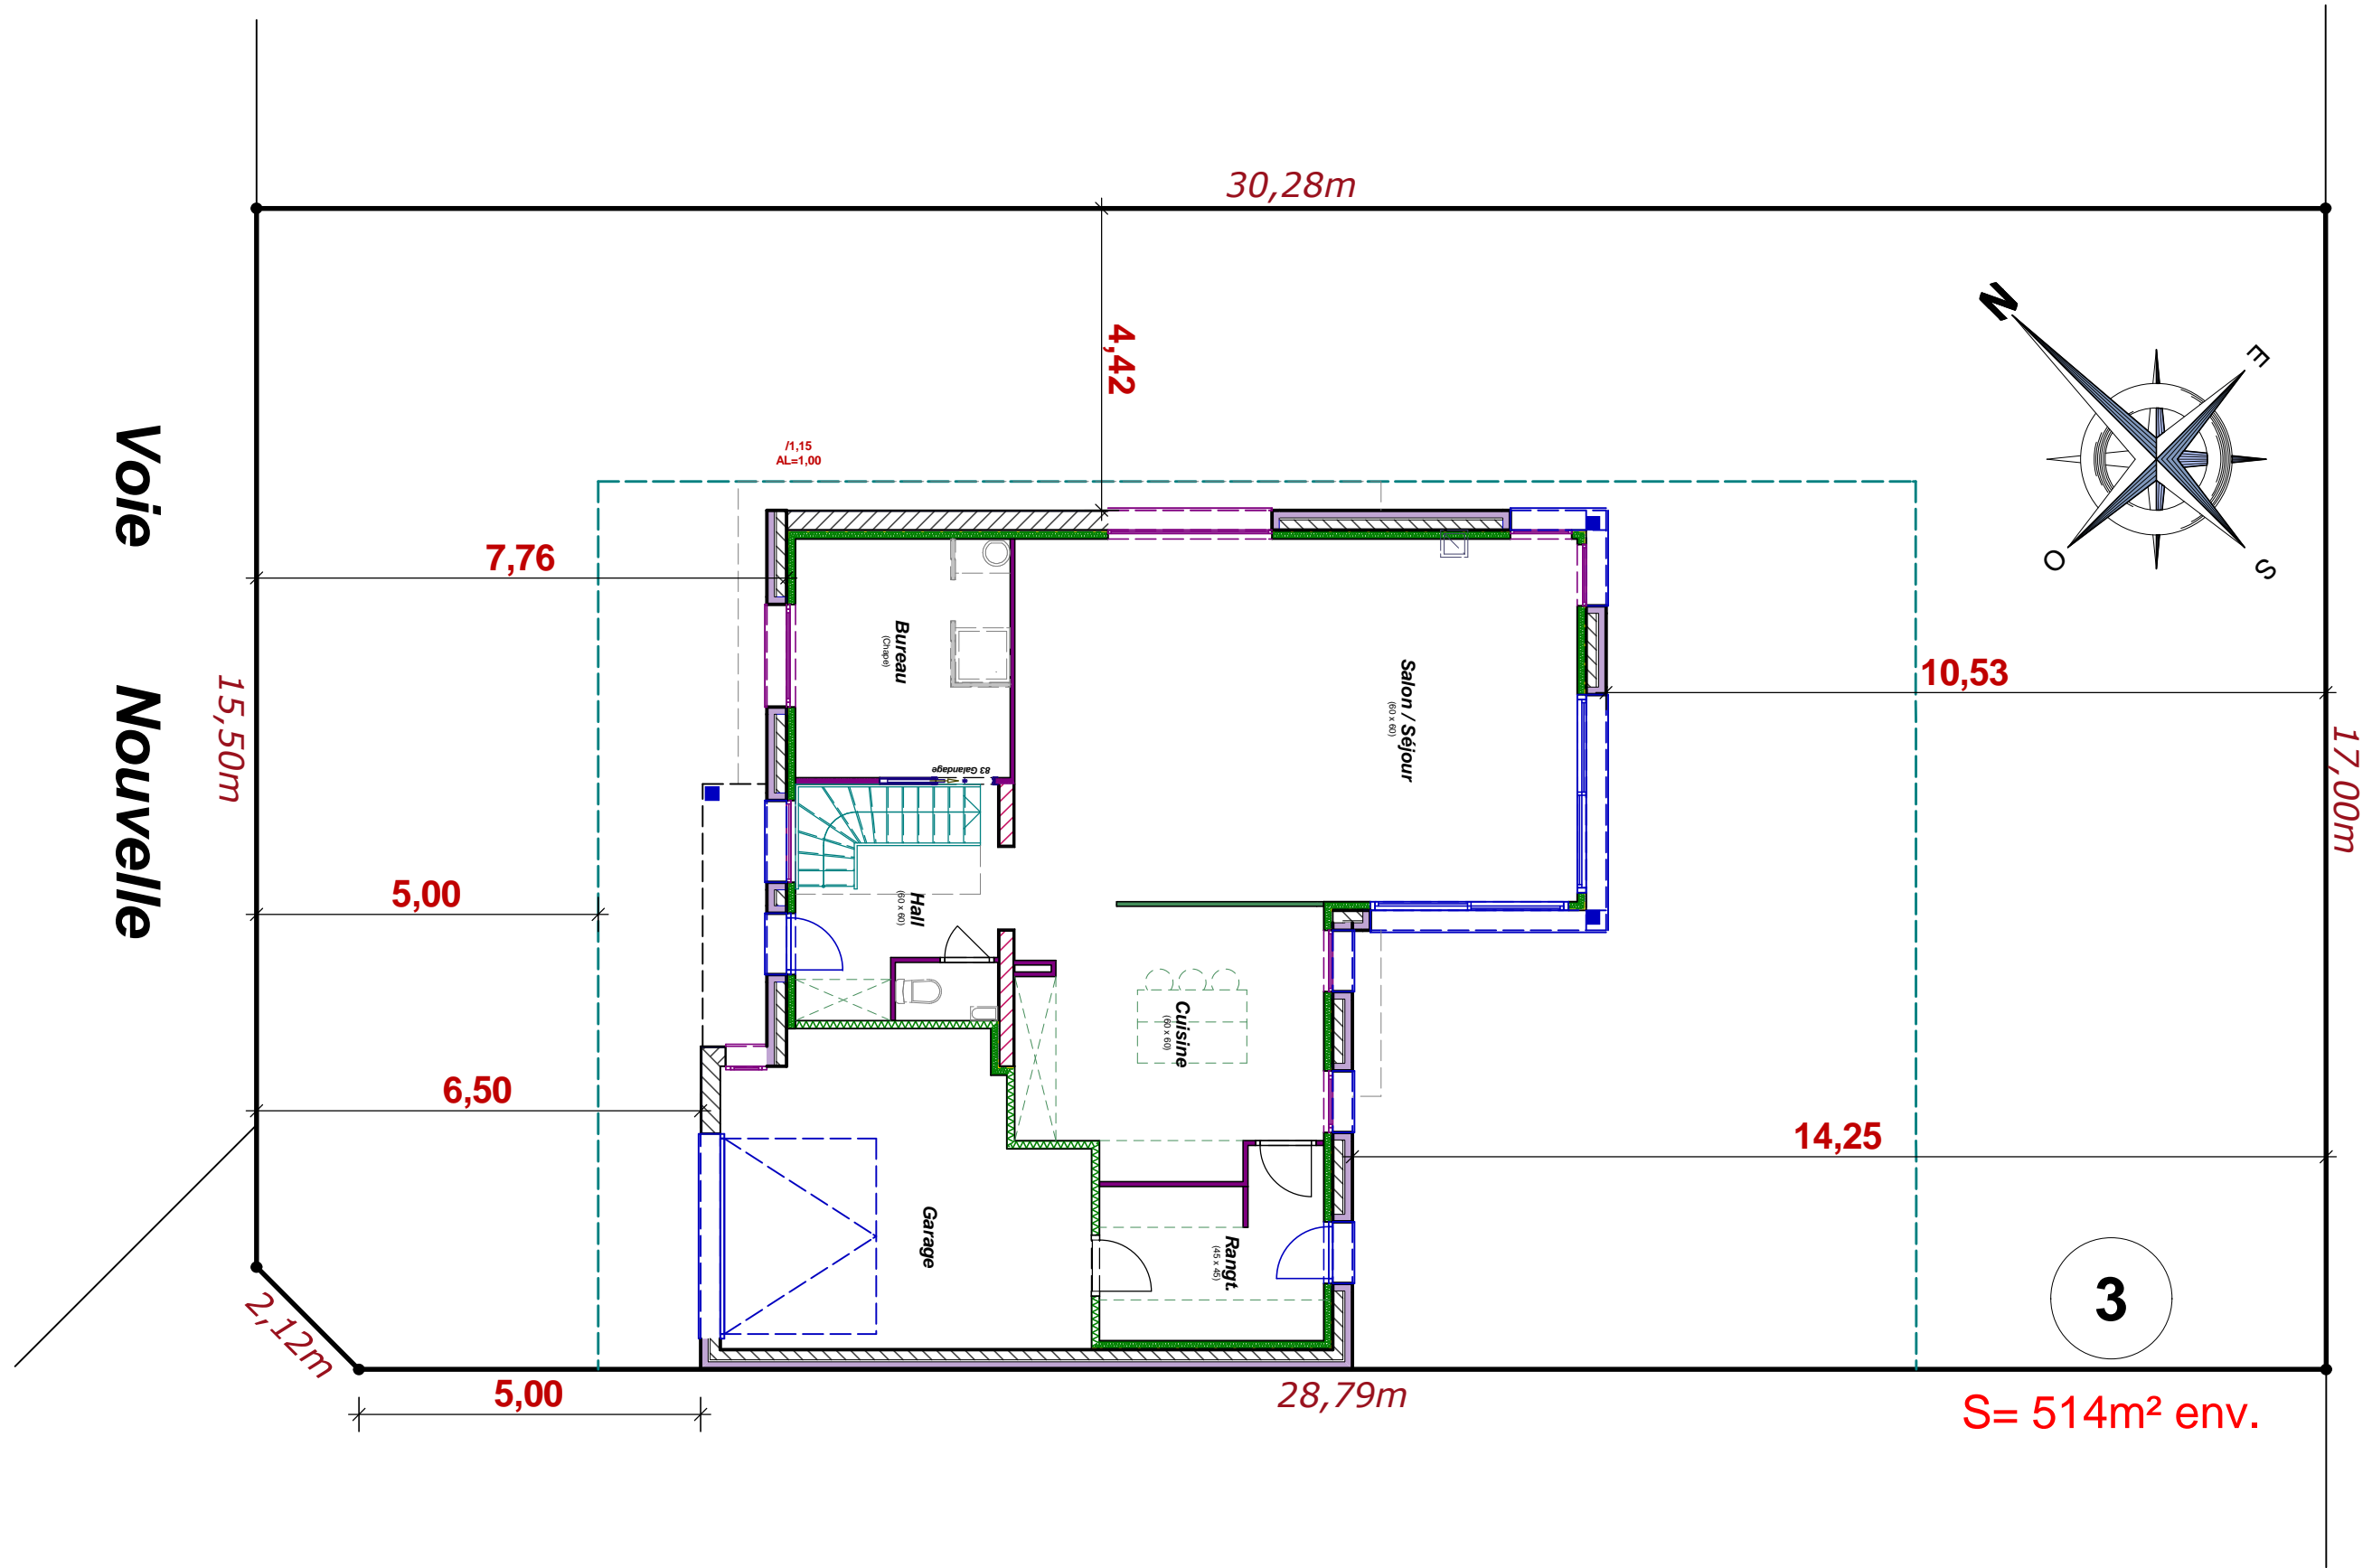 30,28m
N
E
4,42
/1,15
AL=1,00
O
S
Voie Nouvelle
7,76
Bureau
(Chape)
Salon / Séjour
(60 x 60)
10,53
15,50m
17,00m
83 Galandage
5,00
Hall
(60 x 60)
Cuisine
(60 x 60)
6,50
14,25
Garage
Rangt.
(45 x 45)
3
2,12m
5,00
28,79m
S= 514m² env.